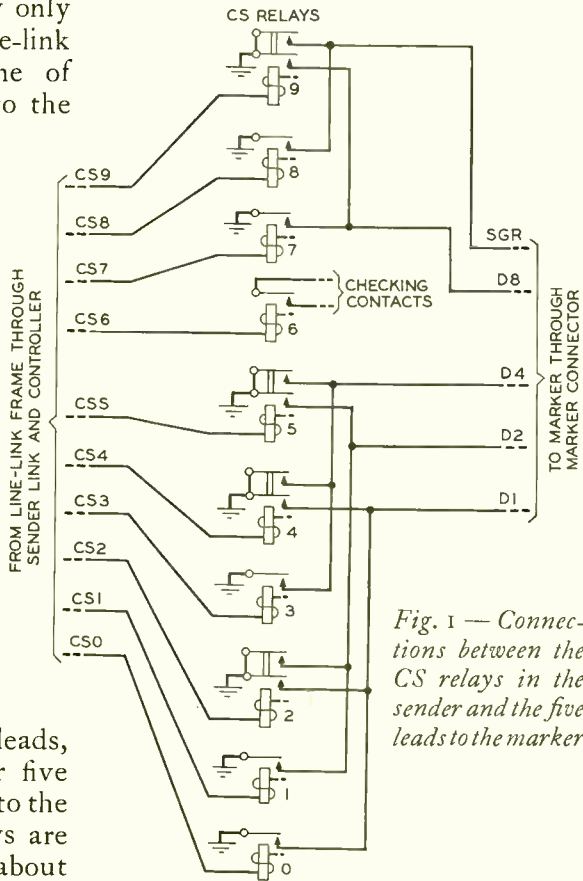 y only
e-link
ne of
o the
CS RELAYS
9
8
7
6
CHECKING
CONTACTS
5
4
3
2
1
0
FROM LINE-LINK FRAME THROUGH
SENDER LINK AND CONTROLLER
CS9
CS8
CS7
CS6
CS5
CS4
CS3
CS2
CS1
CS0
SGR
D8
D4
D2
D1
TO MARKER THROUGH
MARKER CONNECTOR
Fig. 1 — Connec-
tions between the
CS relays in the
sender and the five
leads to the marker
leads,
r five
to the
ys are
about